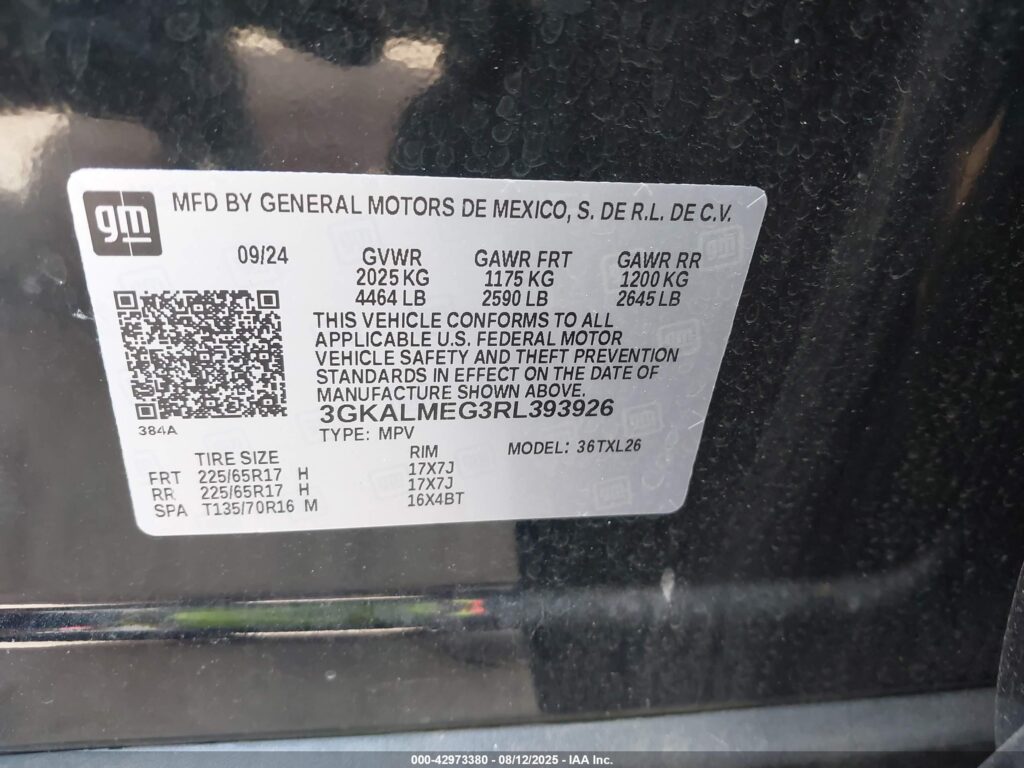 gm
MFD BY GENERAL MOTORS DE MEXICO, S. DE R.L. DE C.V.
09/24 GVWR GAWR FRT GAWR RR
2025 KG 1175 KG 1200 KG
4464 LB 2590 LB 2645 LB
THIS VEHICLE CONFORMS TO ALL
APPLICABLE U.S. FEDERAL MOTOR
VEHICLE SAFETY AND THEFT PREVENTION
STANDARDS IN EFFECT ON THE DATE OF
MANUFACTURE SHOWN ABOVE.
3GKALMEG3RL393926
384A
TYPE: MPV
MODEL: 36TXL26
TIRE SIZE RIM
FRT 225/65R17 H 17X7J
RR 225/65R17 H 17X7J
SPA T135/70R16 M 16X4BT
000-42973380 - 08/12/2025 - IAA Inc.